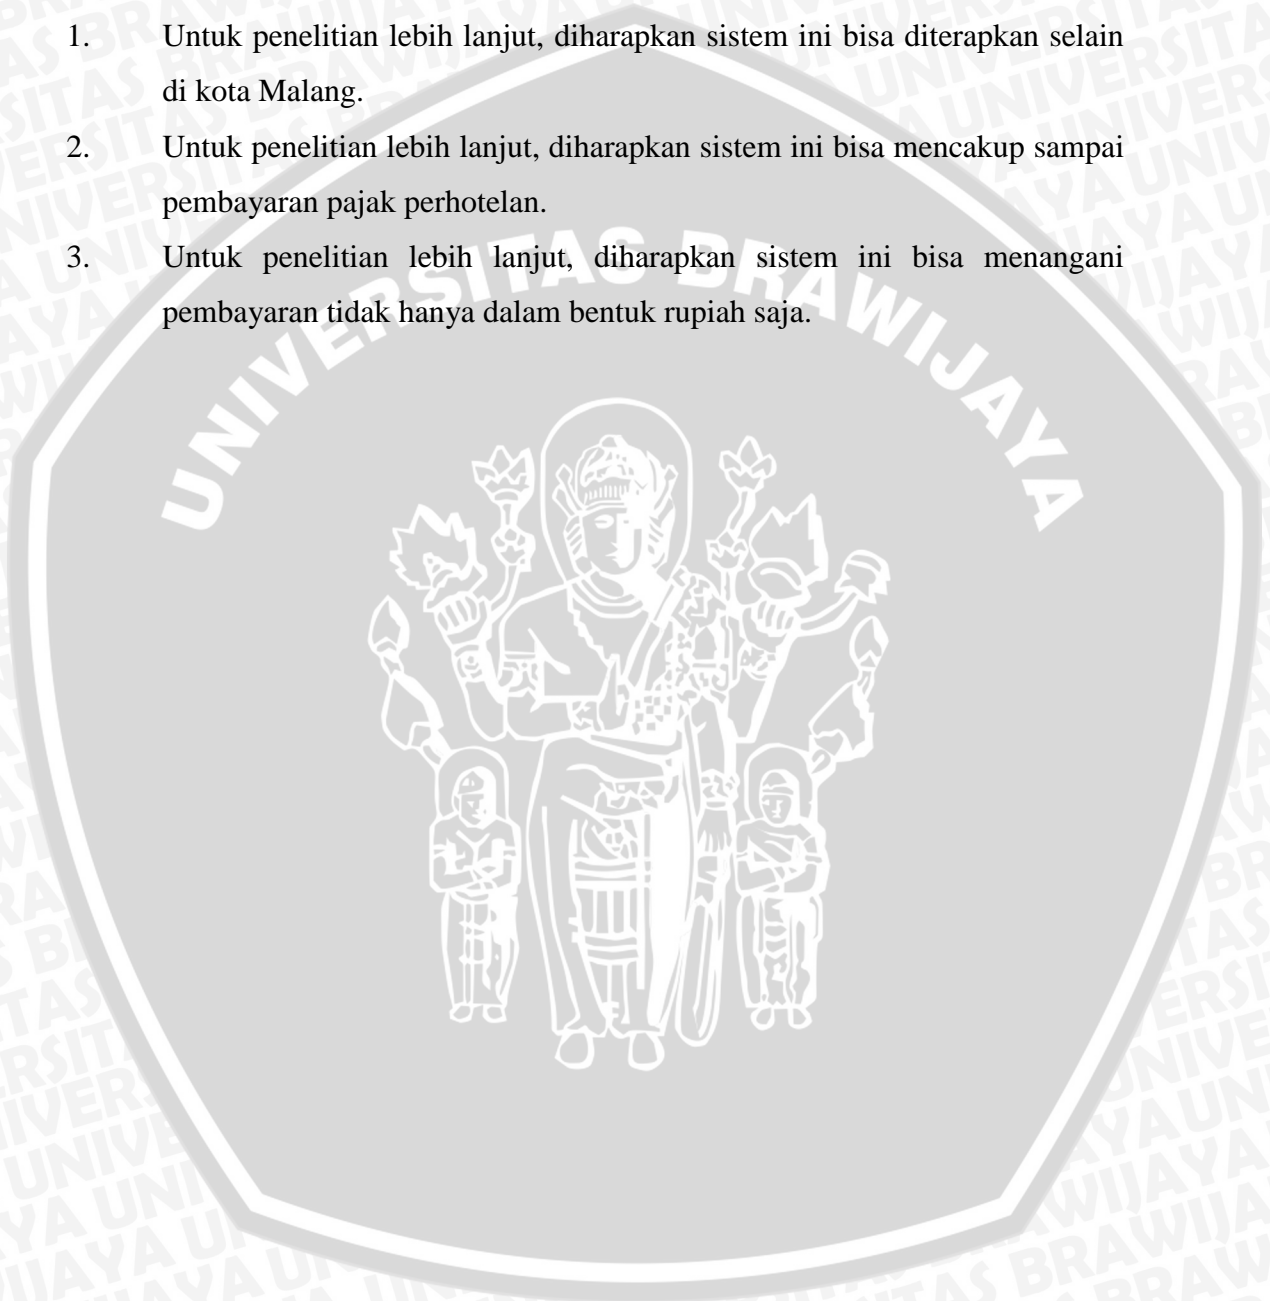 1. Untuk penelitian lebih lanjut, diharapkan sistem ini bisa diterapkan selain
di kota Malang.
2. Untuk penelitian lebih lanjut, diharapkan sistem ini bisa mencakup sampai
pembayaran pajak perhotelan.
3. Untuk penelitian lebih lanjut, diharapkan sistem ini bisa menangani
pembayaran tidak hanya dalam bentuk rupiah saja.
UNIVERSITAS BRAWIJAYA